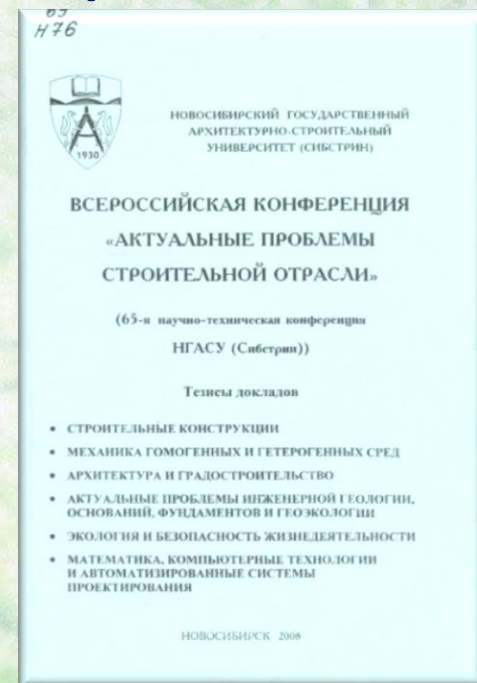 69
Н76
1930
НОВОСИБИРСКИЙ ГОСУДАРСТВЕННЫЙ
АРХИТЕКТУРНО-СТРОИТЕЛЬНЫЙ
УНИВЕРСИТЕТ (СИБСТРИН)
ВСЕРОССИЙСКАЯ КОНФЕРЕНЦИЯ
«АКТУАЛЬНЫЕ ПРОБЛЕМЫ
СТРОИТЕЛЬНОЙ ОТРАСЛИ»
(65-я научно-техническая конференция
НГАСУ (Сибстрин))
Тезисы докладов
• СТРОИТЕЛЬНЫЕ КОНСТРУКЦИИ
• МЕХАНИКА ГОМОГЕННЫХ И ГЕТЕРОГЕННЫХ СРЕД
• АРХИТЕКТУРА И ГРАДОСТРОИТЕЛЬСТВО
• АКТУАЛЬНЫЕ ПРОБЛЕМЫ ИНЖЕНЕРНОЙ ГЕОЛОГИИ,
ОСНОВАНИЙ, ФУНДАМЕНТОВ И ГЕОЭКОЛОГИИ
• ЭКОЛОГИЯ И БЕЗОПАСНОСТЬ ЖИЗНЕДЕЯТЕЛЬНОСТИ
• МАТЕМАТИКА, КОМПЬЮТЕРНЫЕ ТЕХНОЛОГИИ
И АВТОМАТИЗИРОВАННЫЕ СИСТЕМЫ
ПРОЕКТИРОВАНИЯ
НОВОСИБИРСК 2008